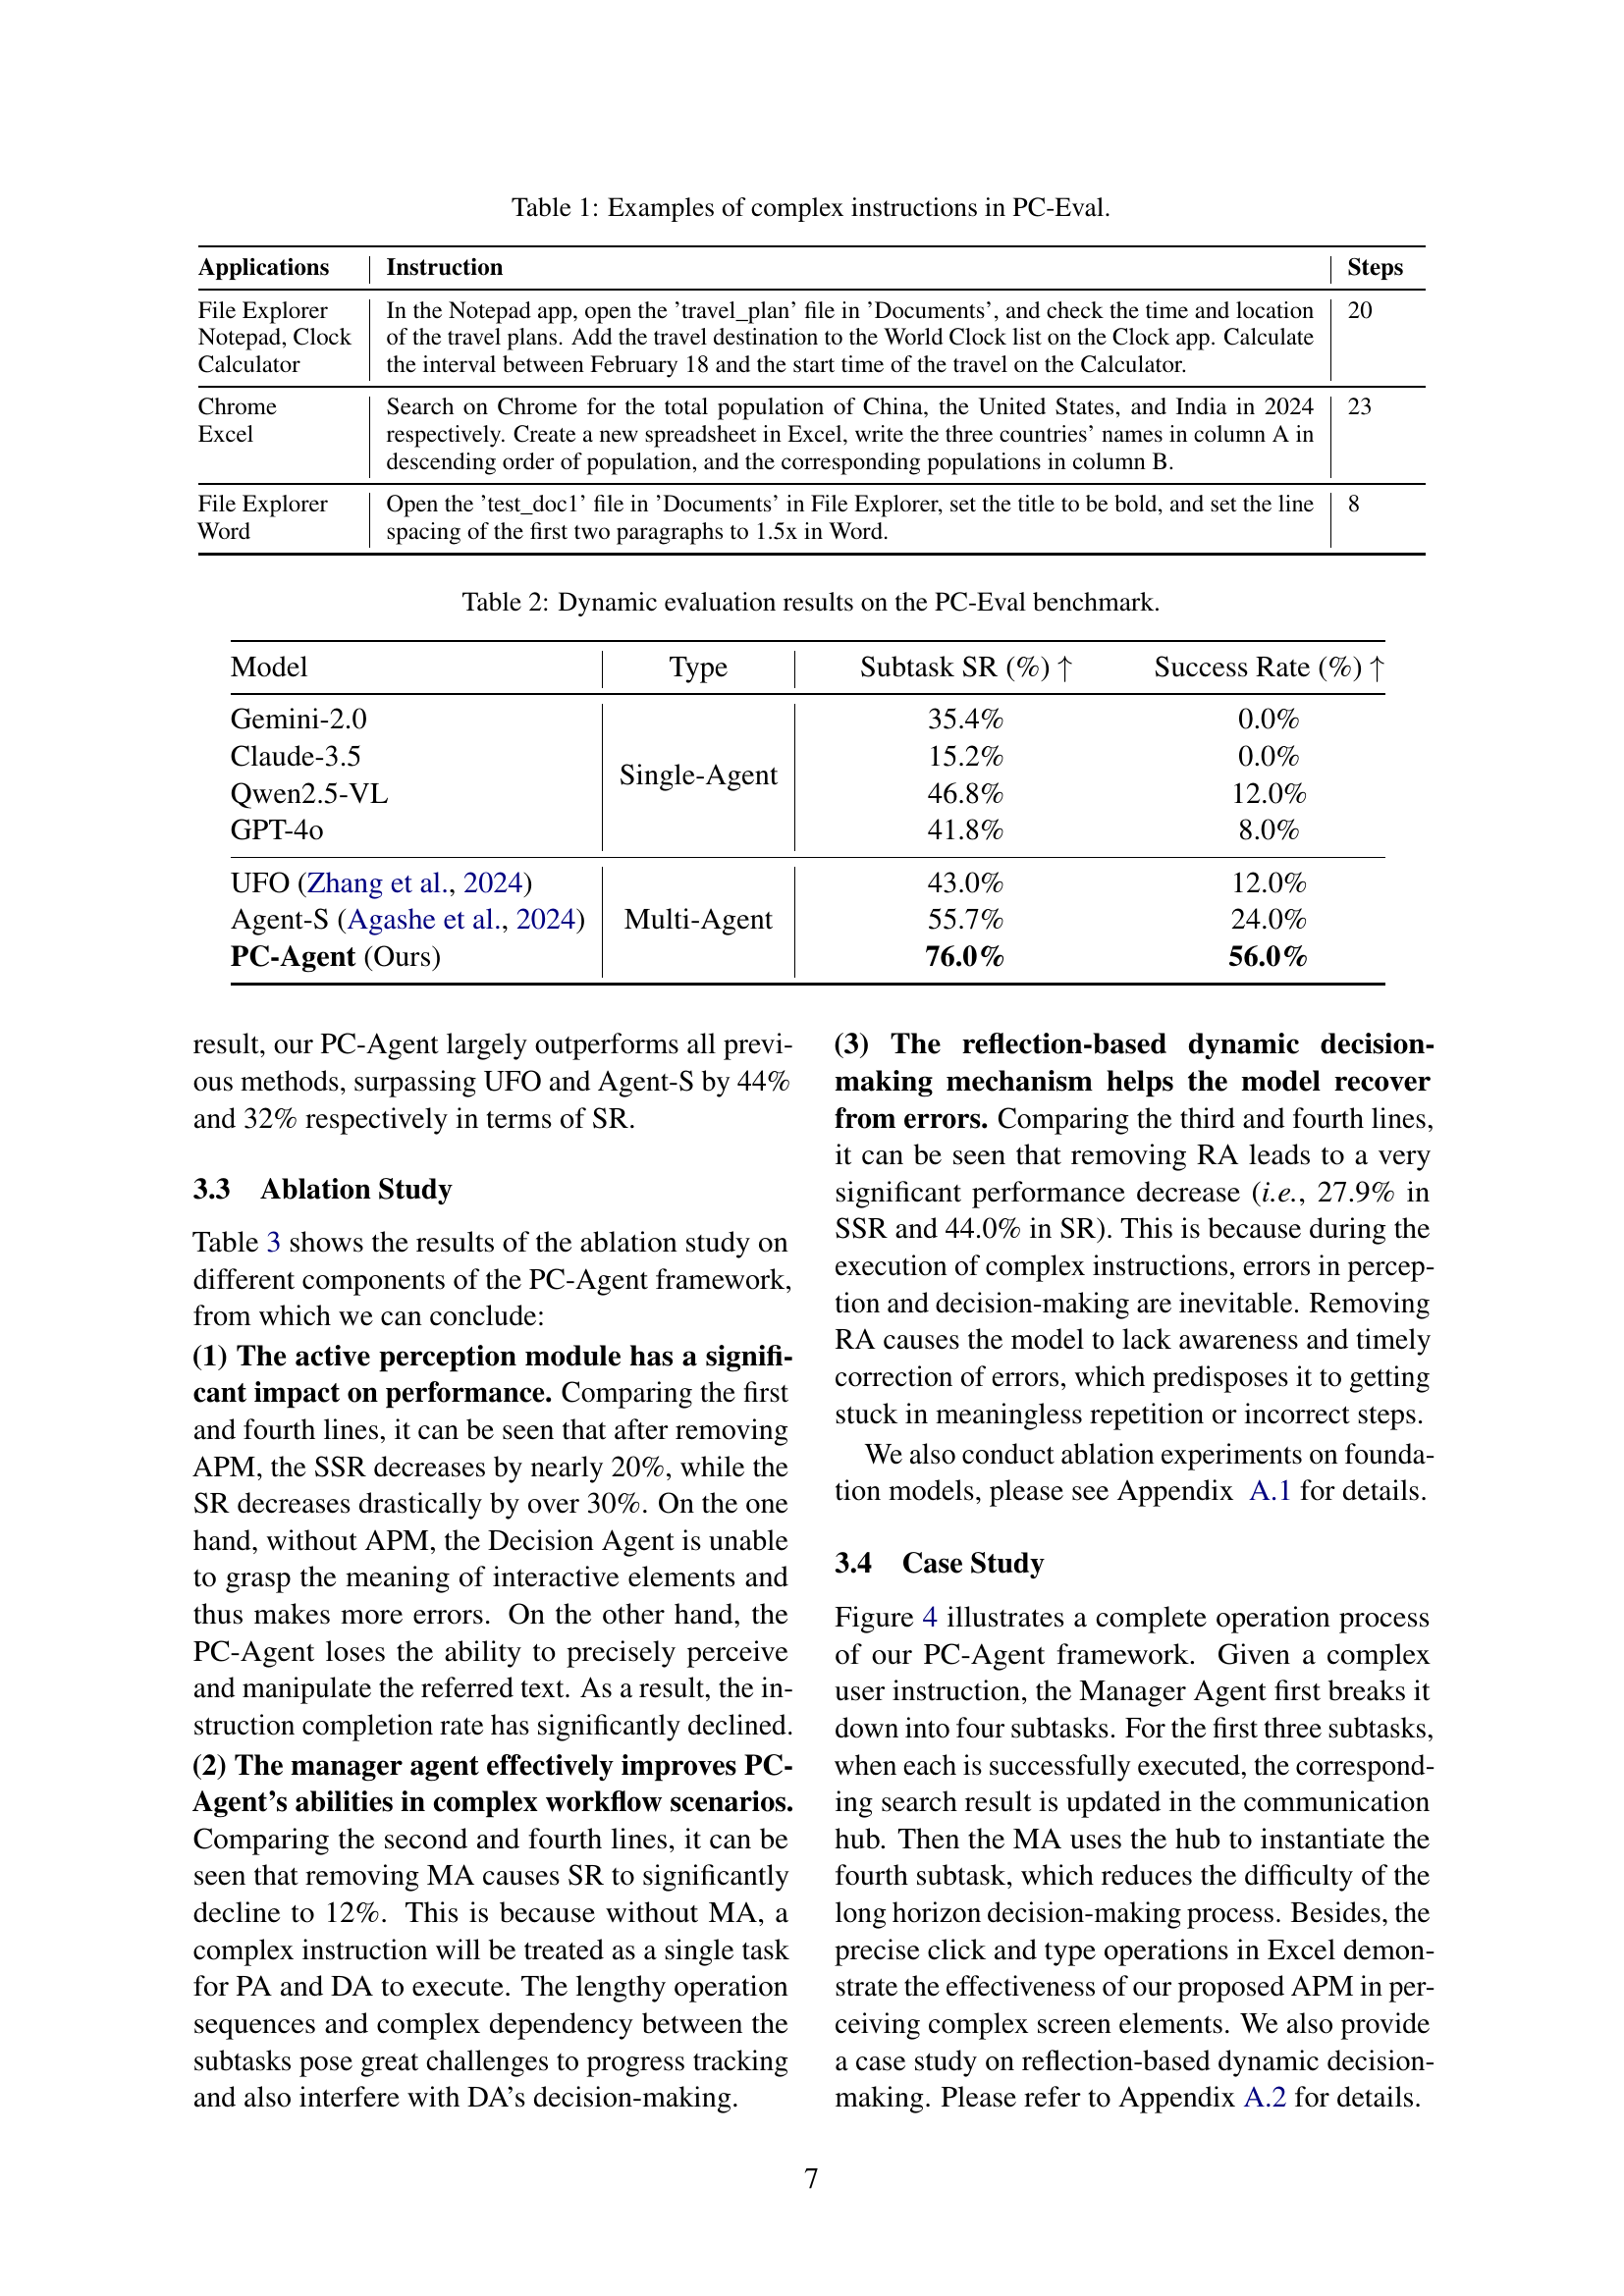 Table 1: Examples of complex instructions in PC-Eval.
Applications Instruction Steps
File Explorer In the Notepad app, open the ’travel_plan’ file in ’Documents’, and check the time and location 20
Notepad, Clock of the travel plans. Add the travel destination to the World Clock list on the Clock app. Calculate
Calculator the interval between February 18 and the start time of the travel on the Calculator.
Chrome Search on Chrome for the total population of China, the United States, and India in 2024 23
Excel respectively. Create a new spreadsheet in Excel, write the three countries’ names in column A in
descending order of population, and the corresponding populations in column B.
File Explorer Open the ’test_doc1’ file in ’Documents’ in File Explorer, set the title to be bold, and set the line 8
Word spacing of the first two paragraphs to 1.5x in Word.
Table 2: Dynamic evaluation results on the PC-Eval benchmark.
Model Type Subtask SR (%) ↑ Success Rate (%) ↑
Gemini-2.0 35.4% 0.0%
Claude-3.5 15.2% 0.0%
Single-Agent
Qwen2.5-VL 46.8% 12.0%
GPT-4o 41.8% 8.0%
UFO (Zhang et al., 2024) 43.0% 12.0%
Agent-S (Agashe et al., 2024) Multi-Agent 55.7% 24.0%
PC-Agent (Ours) 76.0% 56.0%
result, our PC-Agent largely outperforms all previ-
ous methods, surpassing UFO and Agent-S by 44%
and 32% respectively in terms of SR.
3.3 Ablation Study
Table 3 shows the results of the ablation study on
different components of the PC-Agent framework,
from which we can conclude:
(1) The active perception module has a signifi-
cant impact on performance. Comparing the first
and fourth lines, it can be seen that after removing
APM, the SSR decreases by nearly 20%, while the
SR decreases drastically by over 30%. On the one
hand, without APM, the Decision Agent is unable
to grasp the meaning of interactive elements and
thus makes more errors. On the other hand, the
PC-Agent loses the ability to precisely perceive
and manipulate the referred text. As a result, the in-
struction completion rate has significantly declined.
(2) The manager agent effectively improves PC-
Agent’s abilities in complex workflow scenarios.
Comparing the second and fourth lines, it can be
seen that removing MA causes SR to significantly
decline to 12%. This is because without MA, a
complex instruction will be treated as a single task
for PA and DA to execute. The lengthy operation
sequences and complex dependency between the
subtasks pose great challenges to progress tracking
and also interfere with DA’s decision-making.
(3) The reflection-based dynamic decision-
making mechanism helps the model recover
from errors. Comparing the third and fourth lines,
it can be seen that removing RA leads to a very
significant performance decrease (i.e., 27.9% in
SSR and 44.0% in SR). This is because during the
execution of complex instructions, errors in percep-
tion and decision-making are inevitable. Removing
RA causes the model to lack awareness and timely
correction of errors, which predisposes it to getting
stuck in meaningless repetition or incorrect steps.
We also conduct ablation experiments on founda-
tion models, please see Appendix A.1 for details.
3.4 Case Study
Figure 4 illustrates a complete operation process
of our PC-Agent framework. Given a complex
user instruction, the Manager Agent first breaks it
down into four subtasks. For the first three subtasks,
when each is successfully executed, the correspond-
ing search result is updated in the communication
hub. Then the MA uses the hub to instantiate the
fourth subtask, which reduces the difficulty of the
long horizon decision-making process. Besides, the
precise click and type operations in Excel demon-
strate the effectiveness of our proposed APM in per-
ceiving complex screen elements. We also provide
a case study on reflection-based dynamic decision-
making. Please refer to Appendix A.2 for details.
7